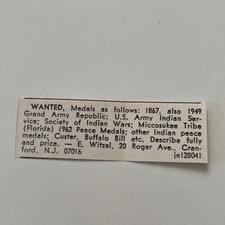 WANTED, Medals as follows: 1867, also 1949
Grand Army Republic; U.S. Army Indian Ser-
vice; Society of Indian Wars; Miccosukee Tribe
(Florida) 1962 Peace Medals; other Indian peace
medals; Custer, Buffalo Bill etc. Describe fully
and price. — E. Witzel, 20 Roger Ave., Cran-
ford, N.J. 07016 je128041